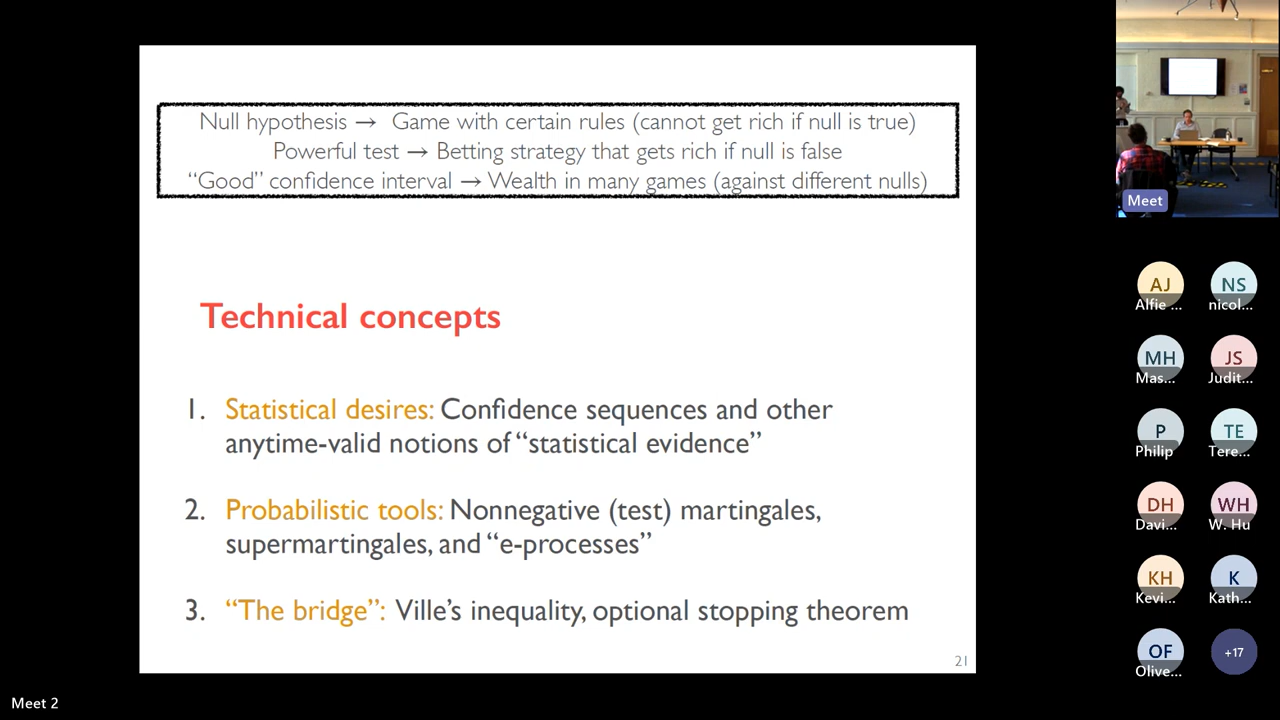 Null hypothesis → Game with certain rules (cannot get rich if null is true)
Powerful test → Betting strategy that gets rich if null is false
“Good” confidence interval → Wealth in many games (against different nulls)
Technical concepts
1. Statistical desires: Confidence sequences and other
anytime-valid notions of “statistical evidence”
2. Probabilistic tools: Nonnegative (test) martingales,
supermartingales, and “e-processes”
3. “The bridge”: Ville’s inequality, optional stopping theorem
21
Meet 2
Meet
AJ
Alfie ...
NS
nicol...
MH
Mas...
JS
Judit...
P
Philip
TE
Tere...
DH
Davi...
WH
W. Hu
KH
Kevi...
K
Kath...
OF
Olive...
+17